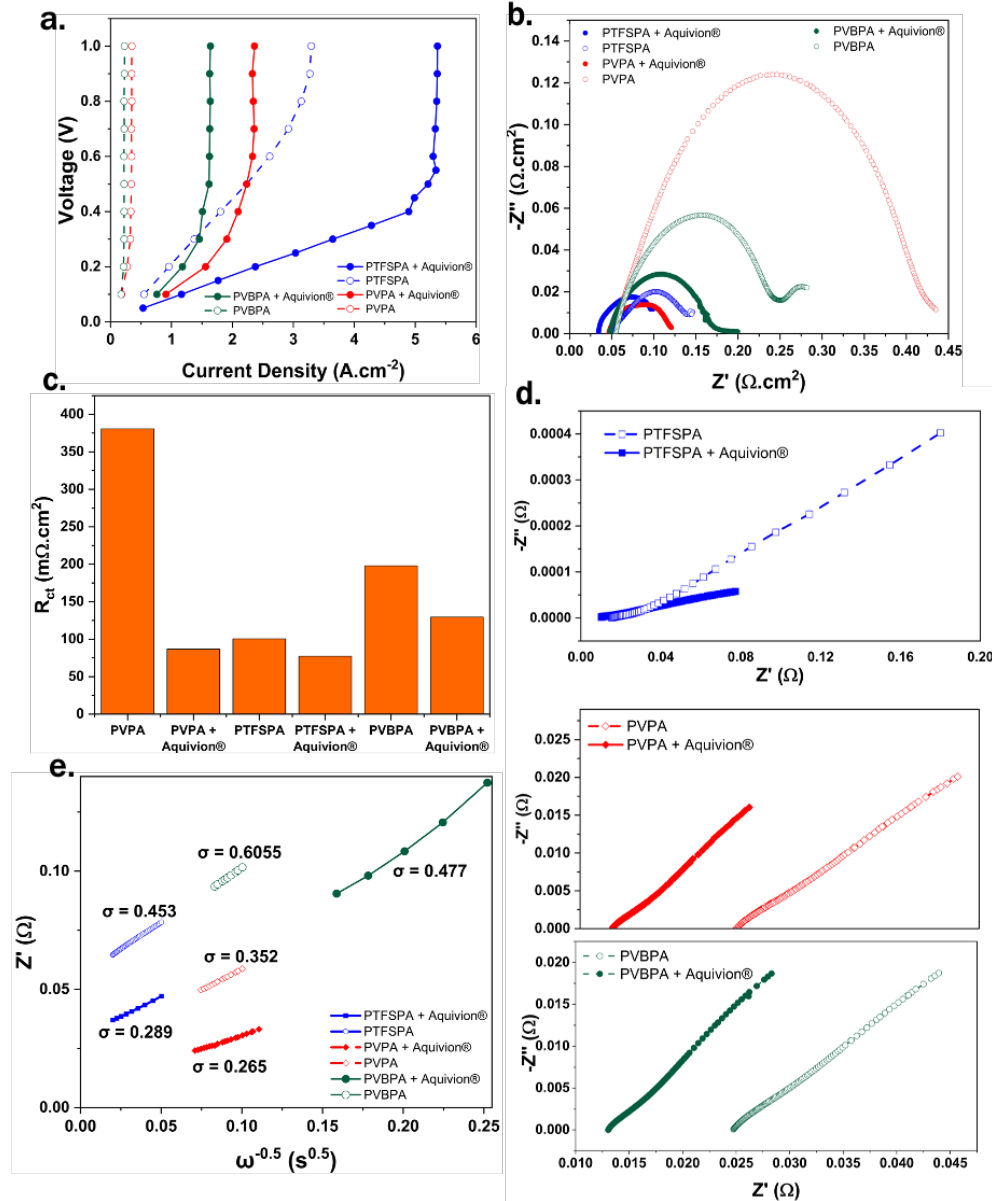 a.
Voltage (V)
1.0
0.8
0.6
0.4
0.2
0.0
0
1
2
3
4
5
6
Current Density (A.cm⁻²)
PTFSPA + Aquivion®
PTFSPA
PVBPA + Aquivion®
PVBPA
PVPA + Aquivion®
PVPA
b.
-Z'' (Ω.cm²)
0.14
0.12
0.10
0.08
0.06
0.04
0.02
0.00
0.00
0.05
0.10
0.15
0.20
0.25
0.30
0.35
0.40
0.45
Z' (Ω.cm²)
PTFSPA + Aquivion®
PTFSPA
PVPA + Aquivion®
PVPA
PVBPA + Aquivion®
PVBPA
c.
R_ct (mΩ.cm²)
400
350
300
250
200
150
100
50
0
PVPA
PVPA +
Aquivion®
PTFSPA
PTFSPA +
Aquivion®
PVBPA
PVBPA +
Aquivion®
d.
PTFSPA
PTFSPA + Aquivion®
-Z'' (Ω)
0.0004
0.0003
0.0002
0.0001
0.0000
0.00
0.04
0.08
0.12
0.16
0.20
Z' (Ω)
PVPA
PVPA + Aquivion®
-Z'' (Ω)
0.025
0.020
0.015
0.010
0.005
0.000
PVBPA
PVBPA + Aquivion®
-Z'' (Ω)
0.020
0.015
0.010
0.005
0.000
0.010
0.015
0.020
0.025
0.030
0.035
0.040
0.045
Z' (Ω)
e.
Z' (Ω)
0.10
0.05
0.00
0.00
0.05
0.10
0.15
0.20
0.25
ω⁻⁰·⁵ (s⁰·⁵)
σ = 0.6055
σ = 0.477
σ = 0.453
σ = 0.352
σ = 0.289
σ = 0.265
PTFSPA + Aquivion®
PTFSPA
PVPA + Aquivion®
PVPA
PVBPA + Aquivion®
PVBPA